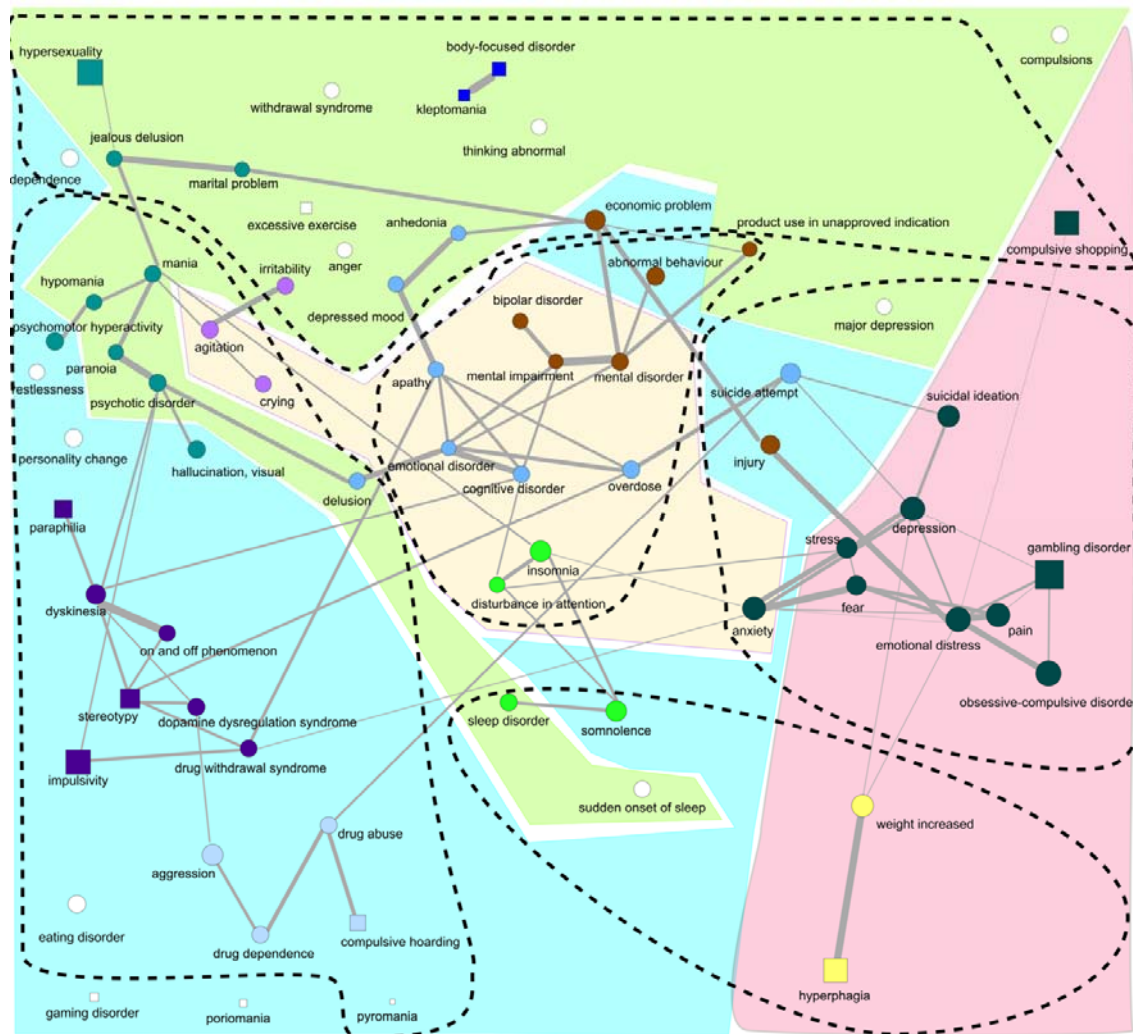 body-focused disorder
hypersexuality
compulsions
kleptomania
withdrawal syndrome
jealous delusion
thinking abnormal
dependence
marital problem
economic problem
excessive exercise
anhedonia
product use in unapproved indication
compulsive shopping
anger
mania
irritability
abnormal behaviour
hypomania
bipolar disorder
depressed mood
major depression
psychomotor hyperactivity
agitation
paranoia
mental impairment
mental disorder
restlessness
apathy
suicide attempt
suicidal ideation
psychotic disorder
crying
personality change
hallucination, visual
emotional disorder
injury
cognitive disorder
overdose
delusion
paraphilia
depression
stress
gambling disorder
insomnia
dyskinesia
disturbance in attention
fear
anxiety
pain
on and off phenomenon
emotional distress
obsessive-compulsive disorde
stereotypy
dopamine dysregulation syndrome
sleep disorder
somnolence
drug withdrawal syndrome
impulsivity
sudden onset of sleep
weight increased
drug abuse
aggression
eating disorder
drug dependence
compulsive hoarding
hyperphagia
gaming disorder
poriomania
pyromania